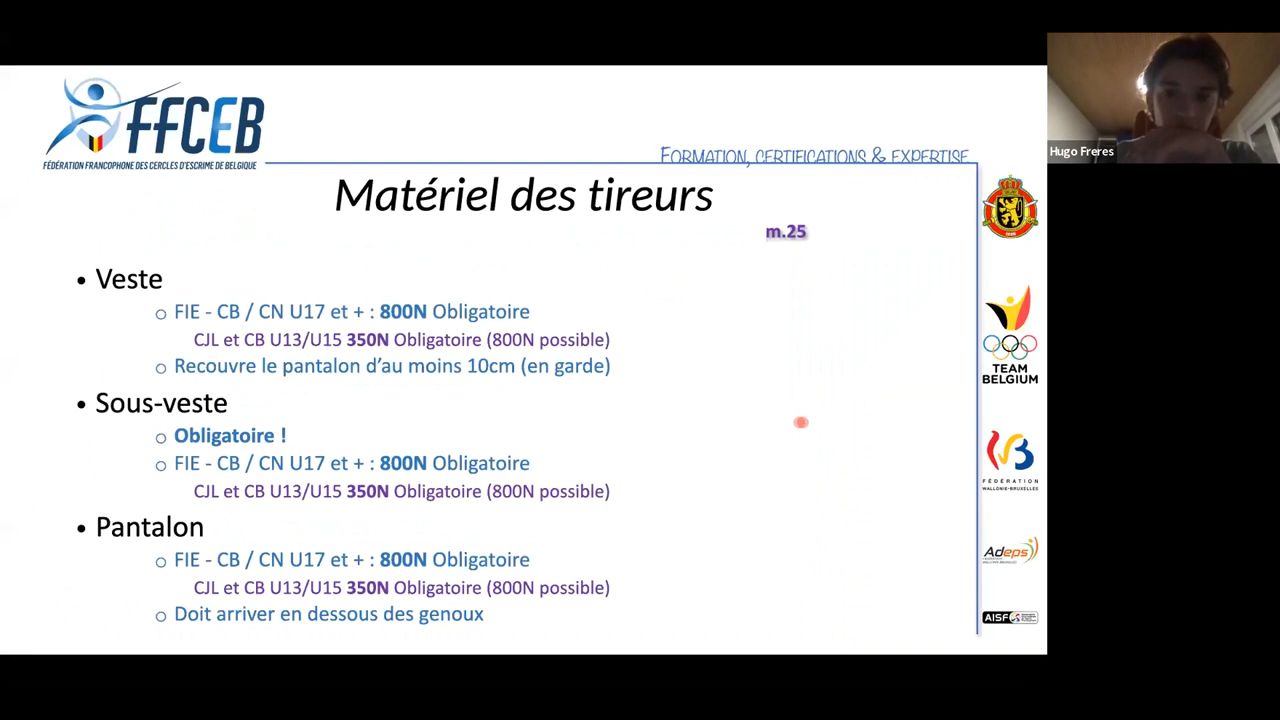 FFCEB
FÉDÉRATION FRANCOPHONE DES CERCLES D'ESCRIME DE BELGIQUE
FORMATION, CERTIFICATIONS & EXPERTISE
Hugo Freres
Matériel des tireurs
m.25
• Veste
o FIE - CB / CN U17 et + : 800N Obligatoire
CJL et CB U13/U15 350N Obligatoire (800N possible)
o Recouvre le pantalon d’au moins 10cm (en garde)
• Sous-veste
o Obligatoire !
o FIE - CB / CN U17 et + : 800N Obligatoire
CJL et CB U13/U15 350N Obligatoire (800N possible)
• Pantalon
o FIE - CB / CN U17 et + : 800N Obligatoire
CJL et CB U13/U15 350N Obligatoire (800N possible)
o Doit arriver en dessous des genoux
TEAM
BELGIUM
FÉDÉRATION
WALLONIE-BRUXELLES
Adeps
AISF